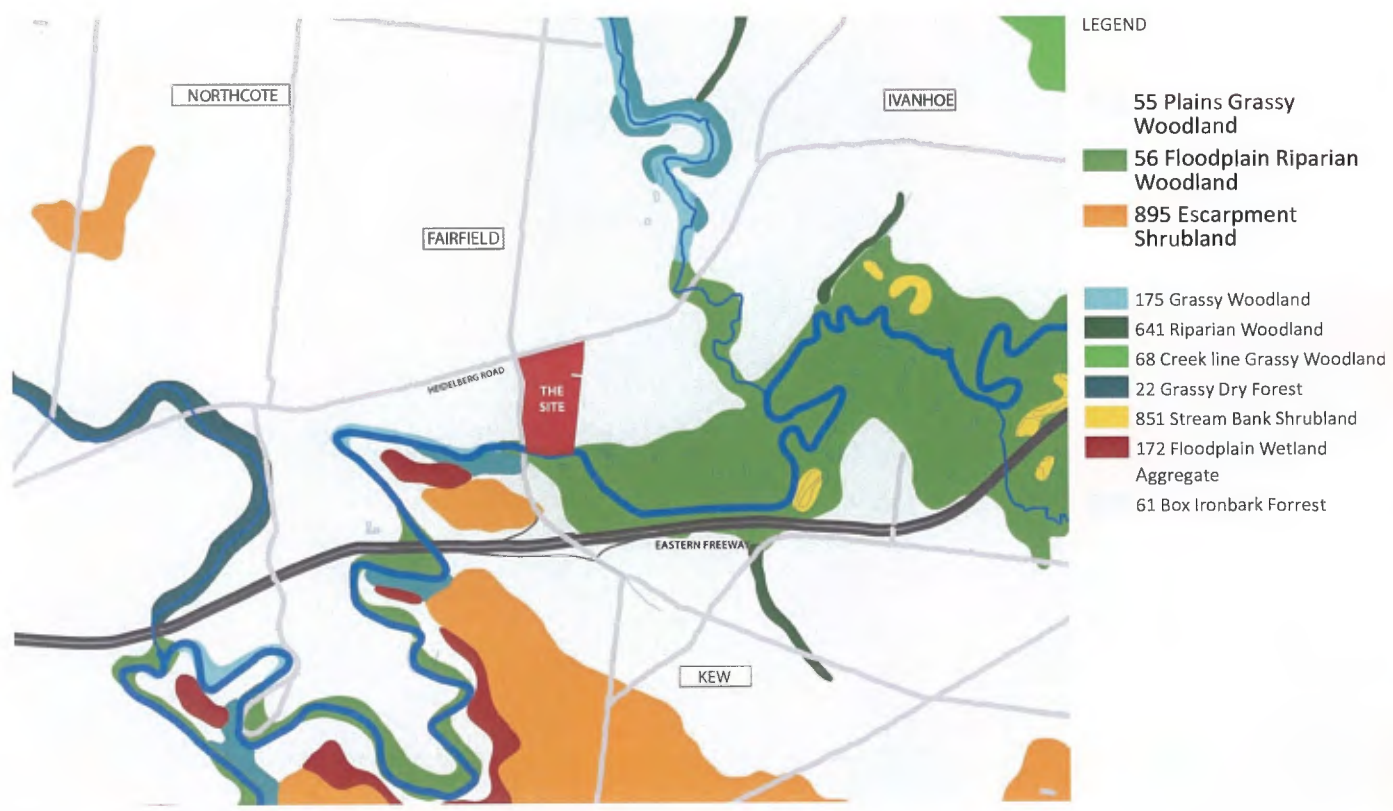 LEGEND
NORTHCOTE
IVANHOE
FAIRFIELD
HEIDELBERG ROAD
THE
SITE
EASTERN FREEWAY
KEW
55 Plains Grassy
Woodland
56 Floodplain Riparian
Woodland
895 Escarpment
Shrubland
175 Grassy Woodland
641 Riparian Woodland
68 Creek line Grassy Woodland
22 Grassy Dry Forest
851 Stream Bank Shrubland
172 Floodplain Wetland
Aggregate
61 Box Ironbark Forrest